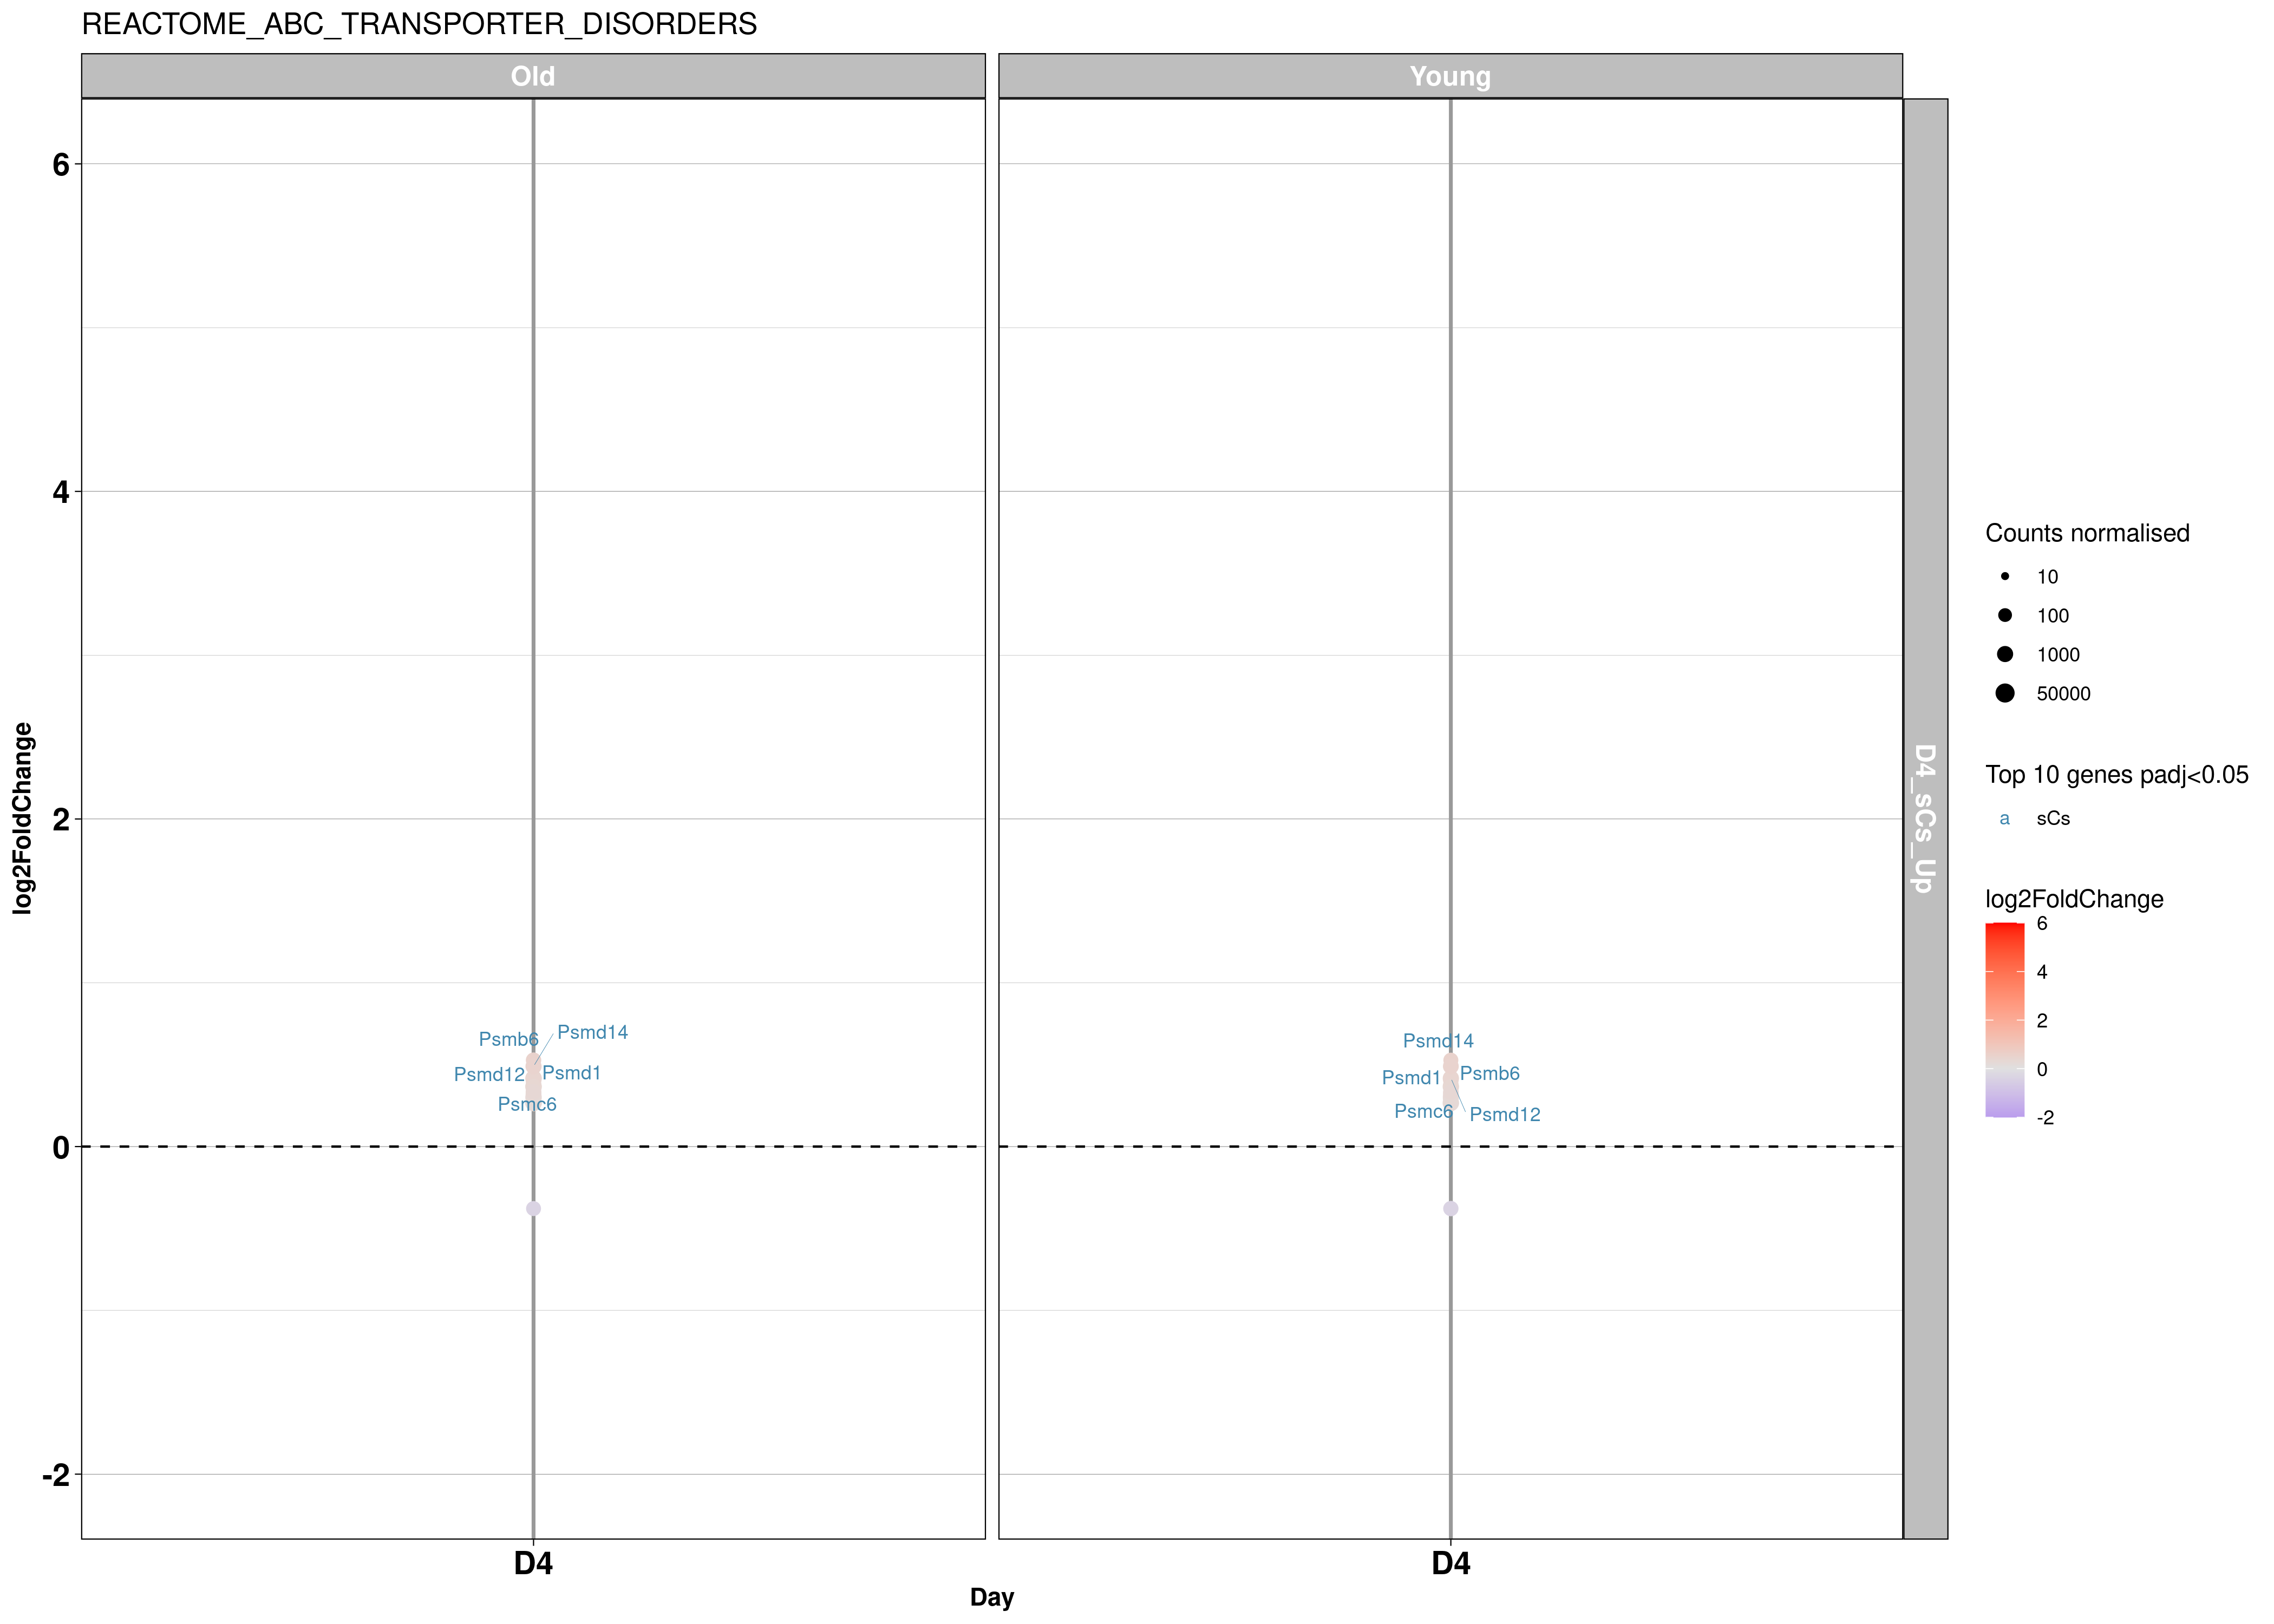 REACTOME_ABC_TRANSPORTER_DISORDERS
Old
Young
D4_sCs_Up
log2FoldChange
6
4
2
0
-2
Psmb6
Psmd14
Psmd12
Psmd1
Psmc6
Psmd14
Psmd1
Psmb6
Psmc6
Psmd12
D4
D4
Day
Counts normalised
10
100
1000
50000
Top 10 genes padj<0.05
a sCs
log2FoldChange
6
4
2
0
-2